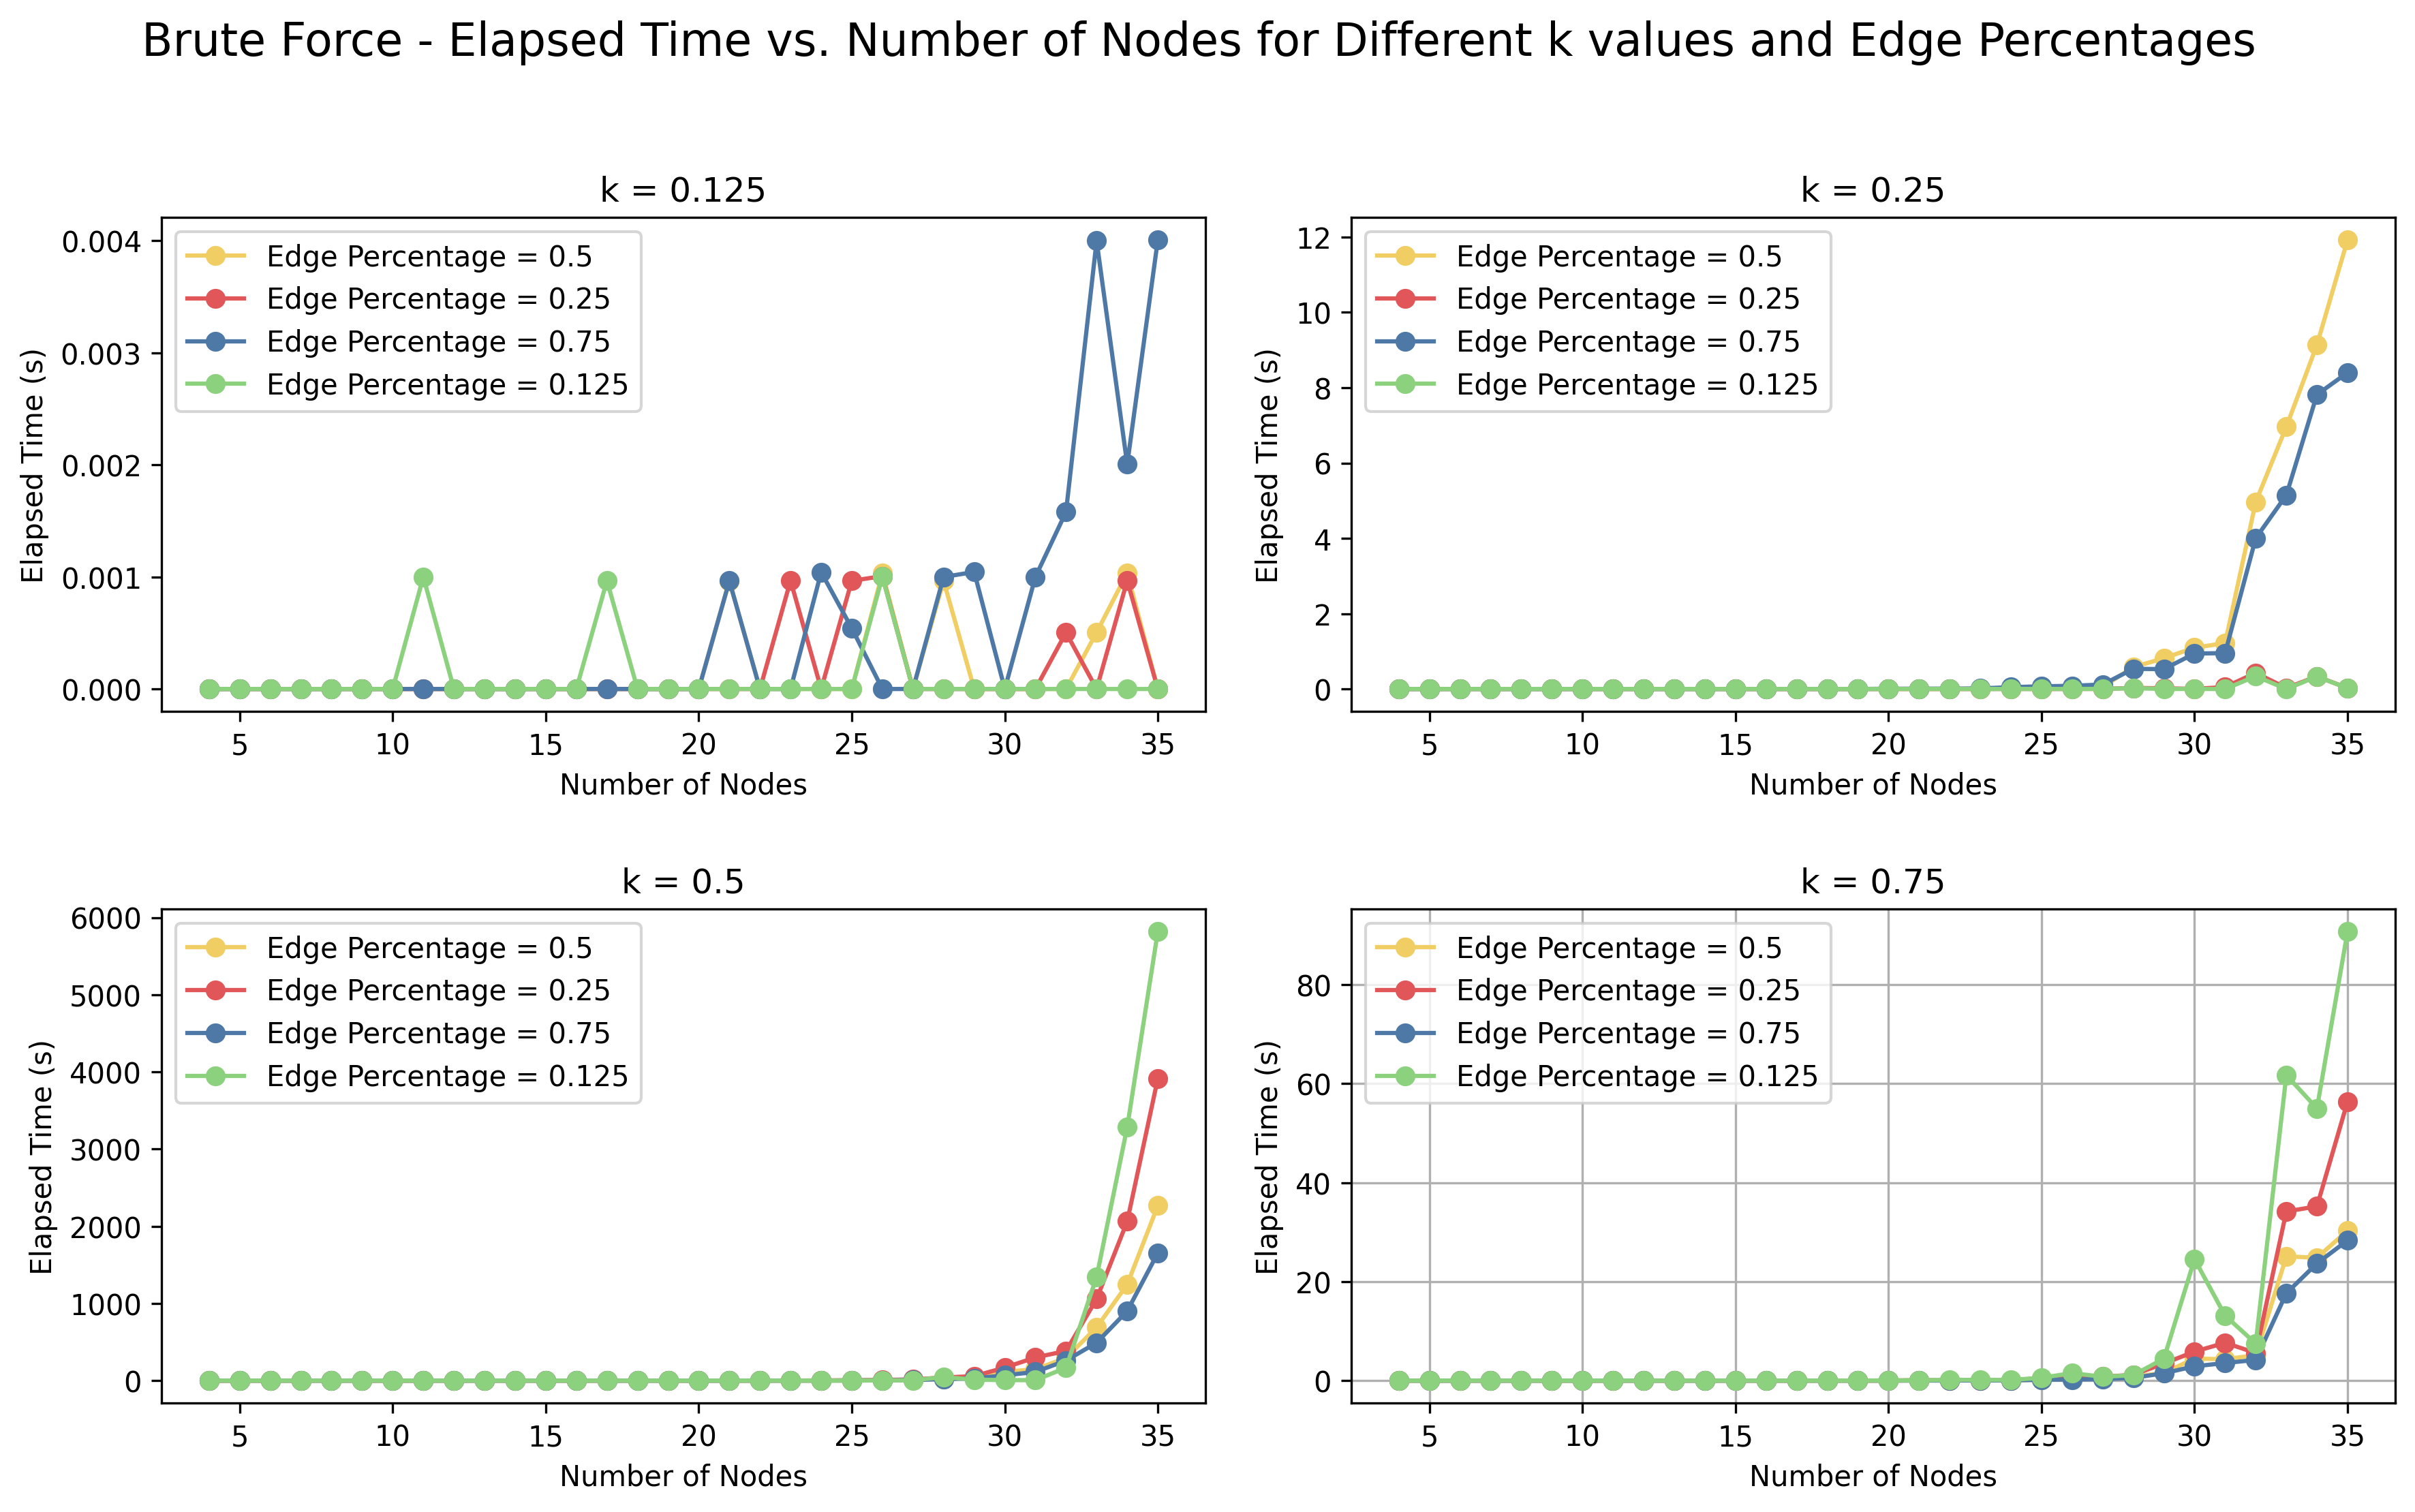 Brute Force - Elapsed Time vs. Number of Nodes for Different k values and Edge Percentages
k = 0.125
Elapsed Time (s)
0.004
0.003
0.002
0.001
0.000
Edge Percentage = 0.5
Edge Percentage = 0.25
Edge Percentage = 0.75
Edge Percentage = 0.125
5 10 15 20 25 30 35
Number of Nodes
k = 0.25
Elapsed Time (s)
12
10
8
6
4
2
0
Edge Percentage = 0.5
Edge Percentage = 0.25
Edge Percentage = 0.75
Edge Percentage = 0.125
5 10 15 20 25 30 35
Number of Nodes
k = 0.5
Elapsed Time (s)
6000
5000
4000
3000
2000
1000
0
Edge Percentage = 0.5
Edge Percentage = 0.25
Edge Percentage = 0.75
Edge Percentage = 0.125
5 10 15 20 25 30 35
Number of Nodes
k = 0.75
Elapsed Time (s)
80
60
40
20
0
Edge Percentage = 0.5
Edge Percentage = 0.25
Edge Percentage = 0.75
Edge Percentage = 0.125
5 10 15 20 25 30 35
Number of Nodes